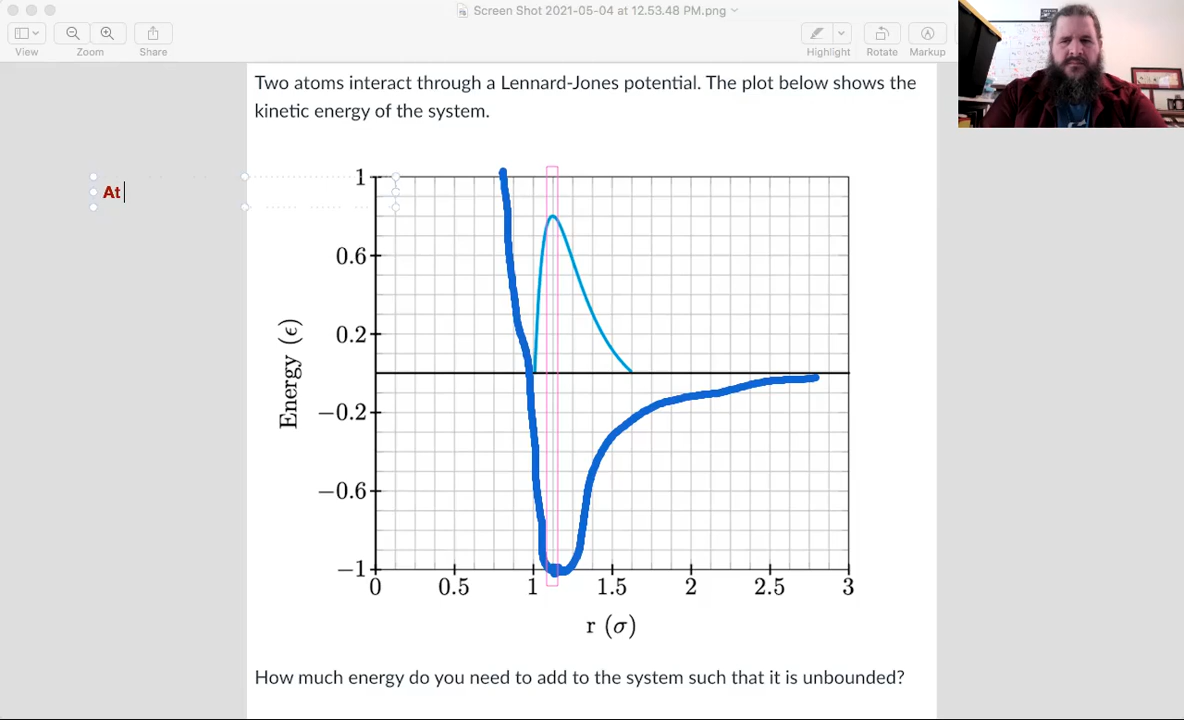 Screen Shot 2021-05-04 at 12.53.48 PM.png
View
Zoom
Share
Highlight
Rotate
Markup
Two atoms interact through a Lennard-Jones potential. The plot below shows the
kinetic energy of the system.
At
1
0.6
0.2
−0.2
−0.6
−1
Energy (ϵ)
0 0.5 1 1.5 2 2.5 3
r (σ)
How much energy do you need to add to the system such that it is unbounded?